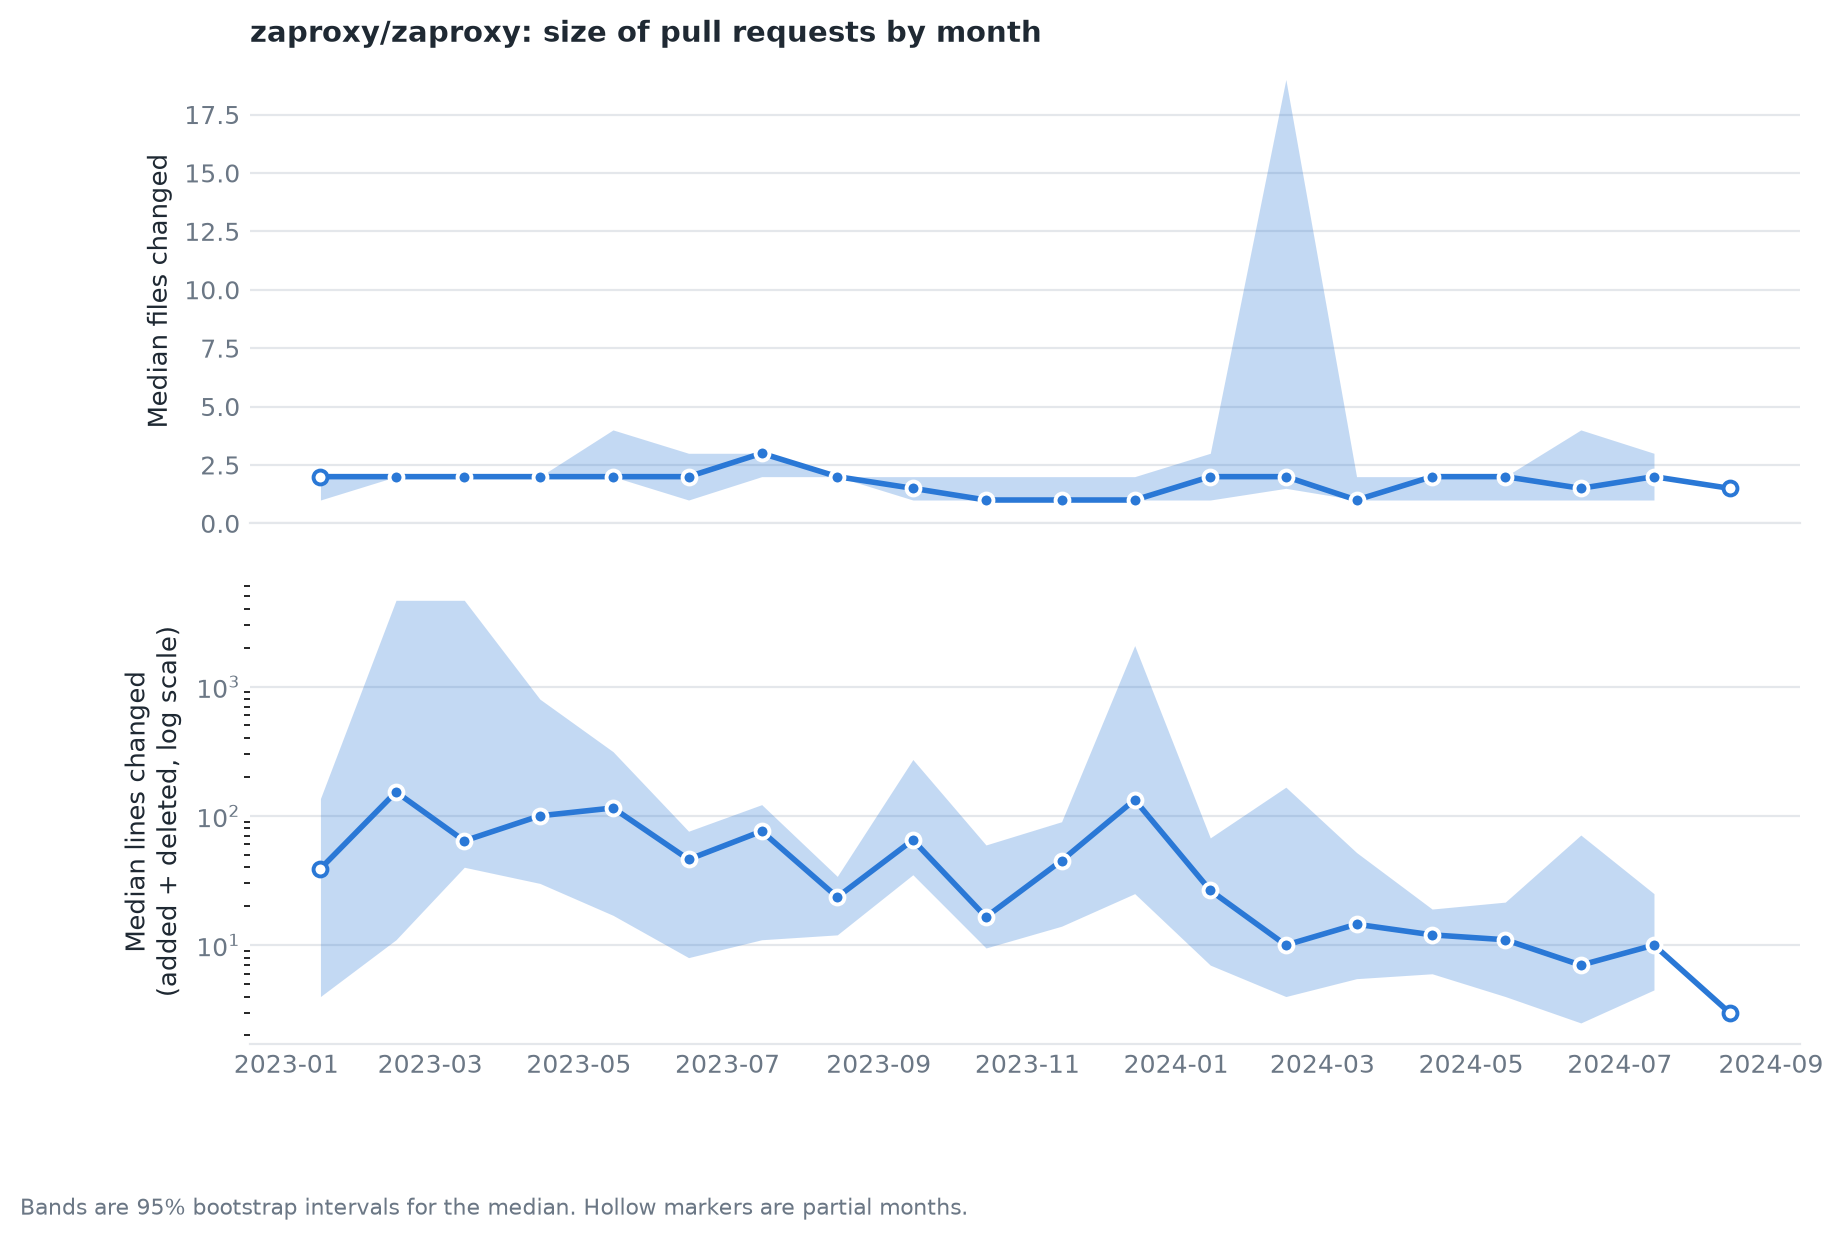 zaproxy/zaproxy: size of pull requests by month
Median files changed
17.5
15.0
12.5
10.0
7.5
5.0
2.5
0.0
Median lines changed
(added + deleted, log scale)
10³
10²
10¹
2023-01 2023-03 2023-05 2023-07 2023-09 2023-11 2024-01 2024-03 2024-05 2024-07 2024-09
Bands are 95% bootstrap intervals for the median. Hollow markers are partial months.